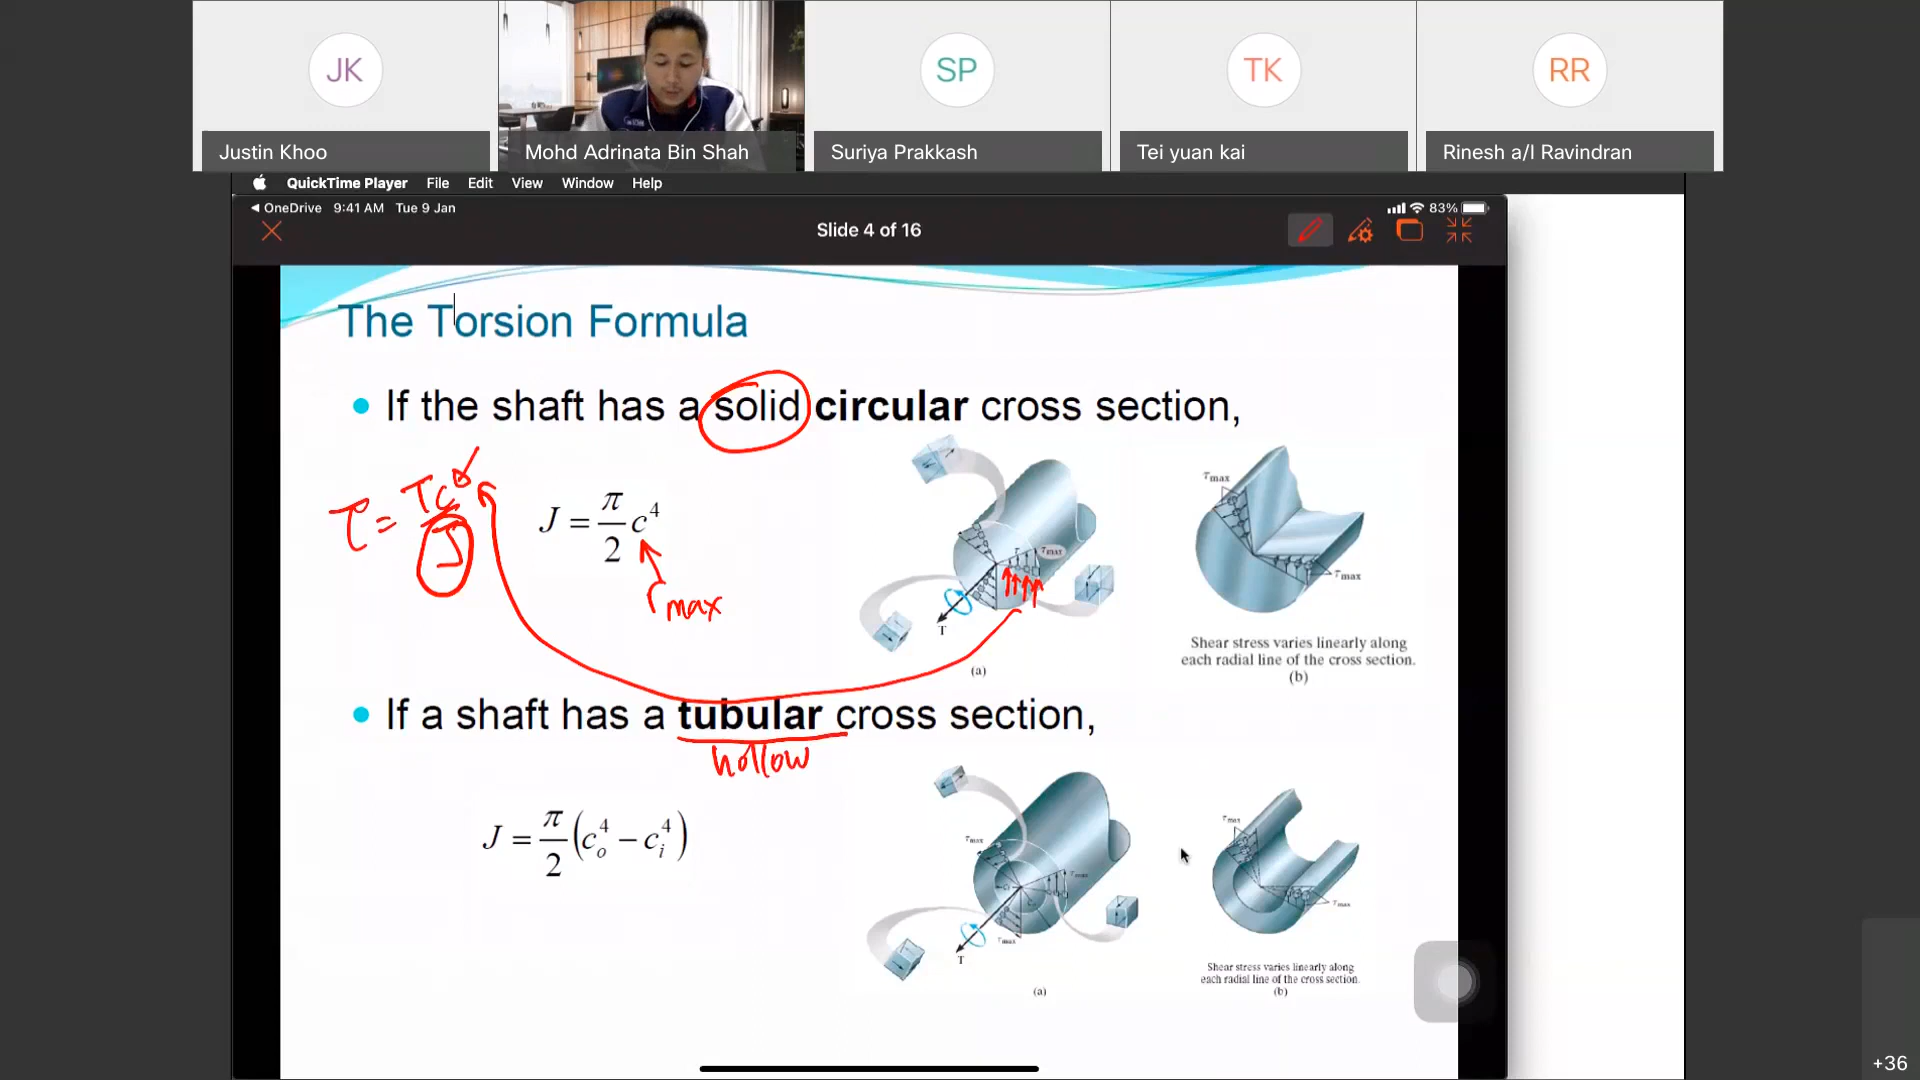 JK
SP
TK
RR
Justin Khoo
Mohd Adrinata Bin Shah
Suriya Prakkash
Tei yuan kai
Rinesh a/l Ravindran
QuickTime Player File Edit View Window Help
OneDrive 9:41 AM Tue 9 Jan
83%
Slide 4 of 16
The Torsion Formula
• If the shaft has a solid circular cross section,
τ = Tc / J
J = π/2 c⁴
r max
τ τmax
T
(a)
τmax
τmax
Shear stress varies linearly along
each radial line of the cross section.
(b)
• If a shaft has a tubular cross section,
hollow
J = π/2 (c_o⁴ − c_i⁴)
τmax
τmax
τmax
T
(a)
τmax
τmax
Shear stress varies linearly along
each radial line of the cross section.
(b)
+36